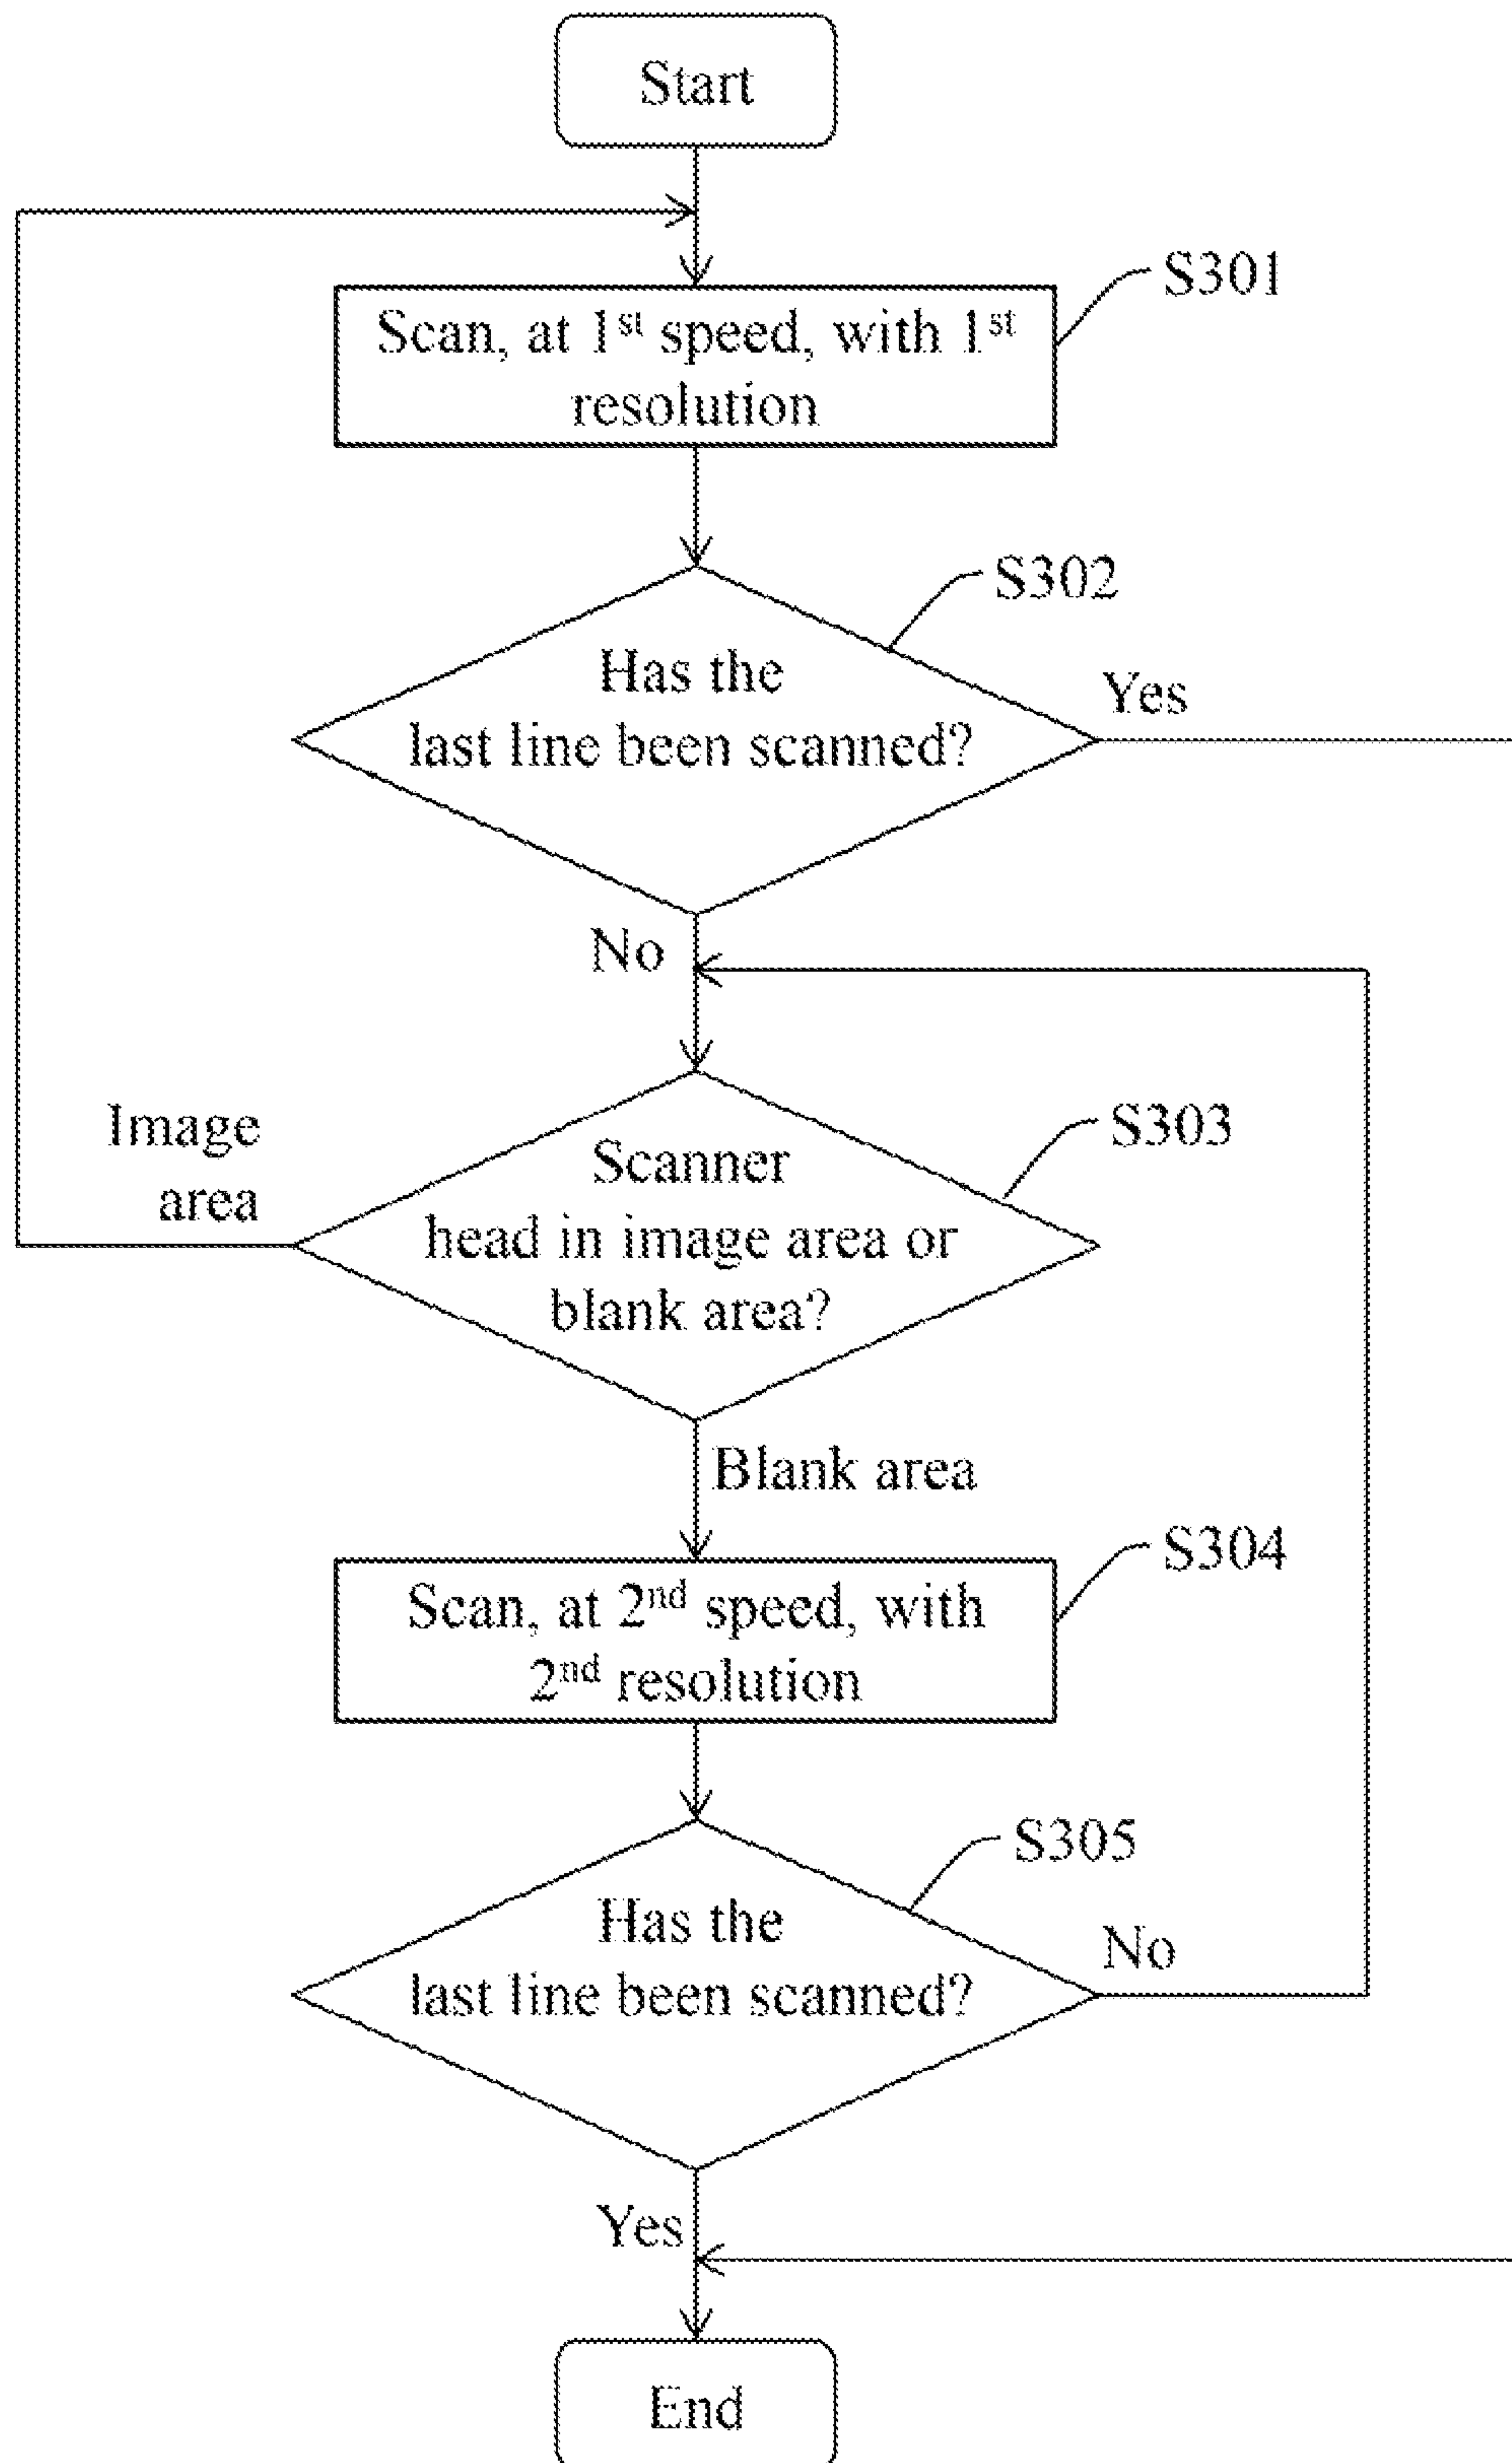 Start
S301
Scan, at 1st speed, with 1st
resolution
S302
Has the
last line been scanned?
Yes
No
Image
area
S303
Scanner
head in image area or
blank area?
Blank area
S304
Scan, at 2nd speed, with
2nd resolution
S305
Has the
last line been scanned?
No
Yes
End